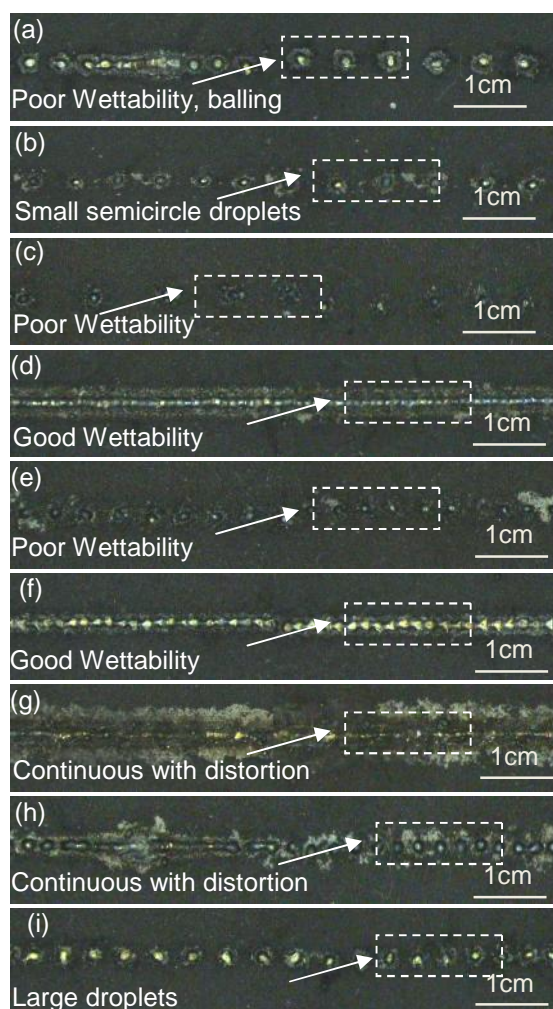 (a)
Poor Wettability, balling
1cm
(b)
Small semicircle droplets
1cm
(c)
Poor Wettability
1cm
(d)
Good Wettability
1cm
(e)
Poor Wettability
1cm
(f)
Good Wettability
1cm
(g)
Continuous with distortion
1cm
(h)
Continuous with distortion
1cm
(i)
Large droplets
1cm